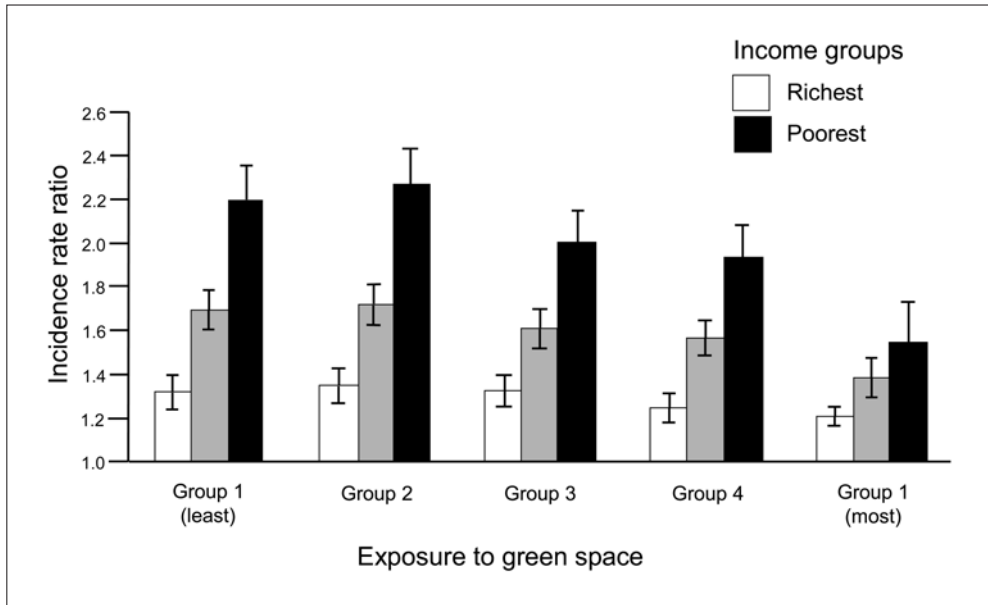 Income groups
Richest
Poorest
Incidence rate ratio
2.6
2.4
2.2
2.0
1.8
1.6
1.4
1.2
1.0
Group 1
(least)
Group 2
Group 3
Group 4
Group 1
(most)
Exposure to green space